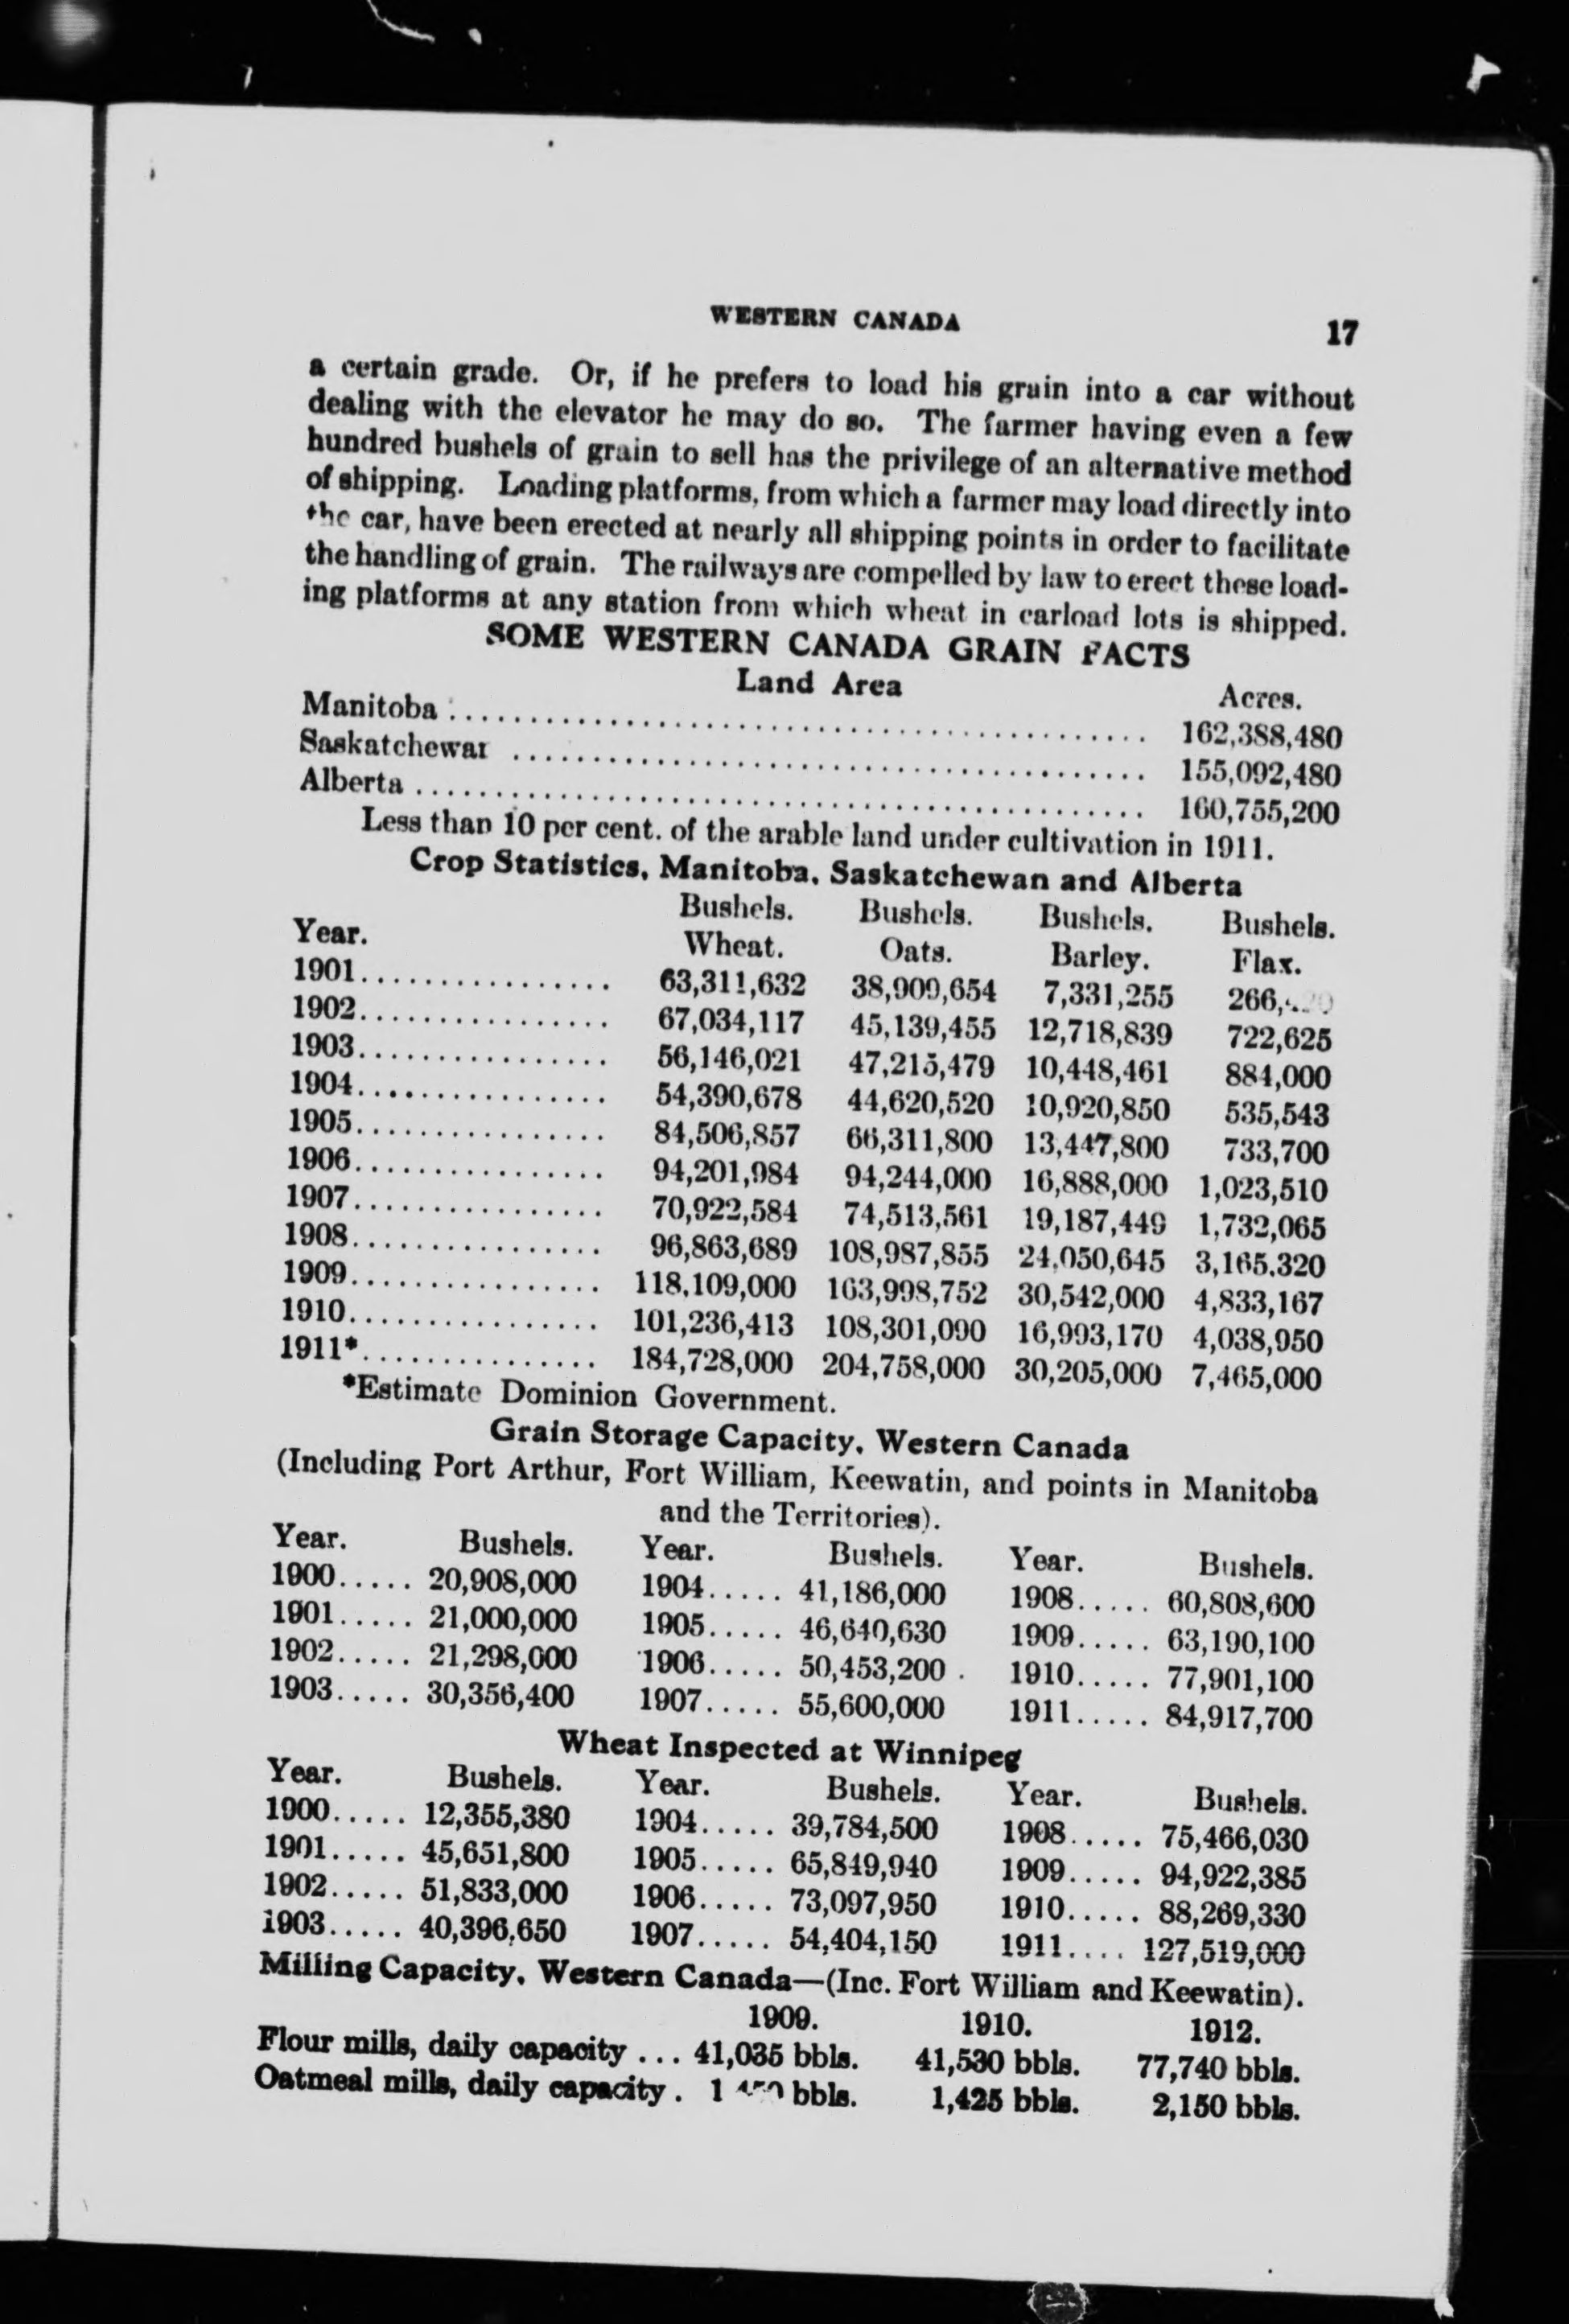 WESTERN CANADA 17
a certain grade. Or, if he prefers to load his grain into a car without
dealing with the elevator he may do so. The farmer having even a few
hundred bushels of grain to sell has the privilege of an alternative method
of shipping. Loading platforms, from which a farmer may load directly into
the car, have been erected at nearly all shipping points in order to facilitate
the handling of grain. The railways are compelled by law to erect these load-
ing platforms at any station from which wheat in carload lots is shipped.
SOME WESTERN CANADA GRAIN FACTS
Land Area
Acres.
Manitoba ........ 162,388,480
Saskatchewan ........ 155,092,480
Alberta ........ 160,755,200
Less than 10 per cent. of the arable land under cultivation in 1911.
Crop Statistics, Manitoba, Saskatchewan and Alberta
Bushels. Bushels. Bushels. Bushels.
Year. Wheat. Oats. Barley. Flax.
1901........ 63,311,632 38,909,654 7,331,255
1902........ 67,034,117 45,139,455 12,718,839 722,625
1903........ 56,146,021 47,215,479 10,448,461 884,000
1904........ 54,390,678 44,620,520 10,920,850 535,543
1905........ 84,506,857 66,311,800 13,447,800 733,700
1906........ 94,201,984 94,244,000 16,888,000 1,023,510
1907........ 70,922,584 74,513,561 19,187,449 1,732,065
1908........ 96,863,689 108,987,855 24,050,645 3,165.320
1909........ 118,109,000 163,998,752 30,542,000 4,833,167
1910........ 101,236,413 108,301,090 16,993,170 4,038,950
1911*........ 184,728,000 204,758,000 30,205,000 7,465,000
*Estimate Dominion Government.
Grain Storage Capacity, Western Canada
(Including Port Arthur, Fort William, Keewatin, and points in Manitoba
and the Territories).
Year. Bushels. Year. Bushels. Year. Bushels.
1900..... 20,908,000 1904..... 41,186,000 1908..... 60,808,600
1901..... 21,000,000 1905..... 46,640,630 1909..... 63,190,100
1902..... 21,298,000 1906..... 50,453,200 1910..... 77,901,100
1903..... 30,356,400 1907..... 55,600,000 1911..... 84,917,700
Wheat Inspected at Winnipeg
Year. Bushels. Year. Bushels. Year. Bushels.
1900..... 12,355,380 1904..... 39,784,500 1908..... 75,466,030
1901..... 45,651,800 1905..... 65,849,940 1909..... 94,922,385
1902..... 51,833,000 1906..... 73,097,950 1910..... 88,269,330
1903..... 40,396,650 1907..... 54,404,150 1911.... 127,519,000
Milling Capacity, Western Canada—(Inc. Fort William and Keewatin).
1909. 1910. 1912.
Flour mills, daily capacity ... 41,035 bbls. 41,530 bbls. 77,740 bbls.
Oatmeal mills, daily capacity . bbls. 1,425 bbls. 2,150 bbls.